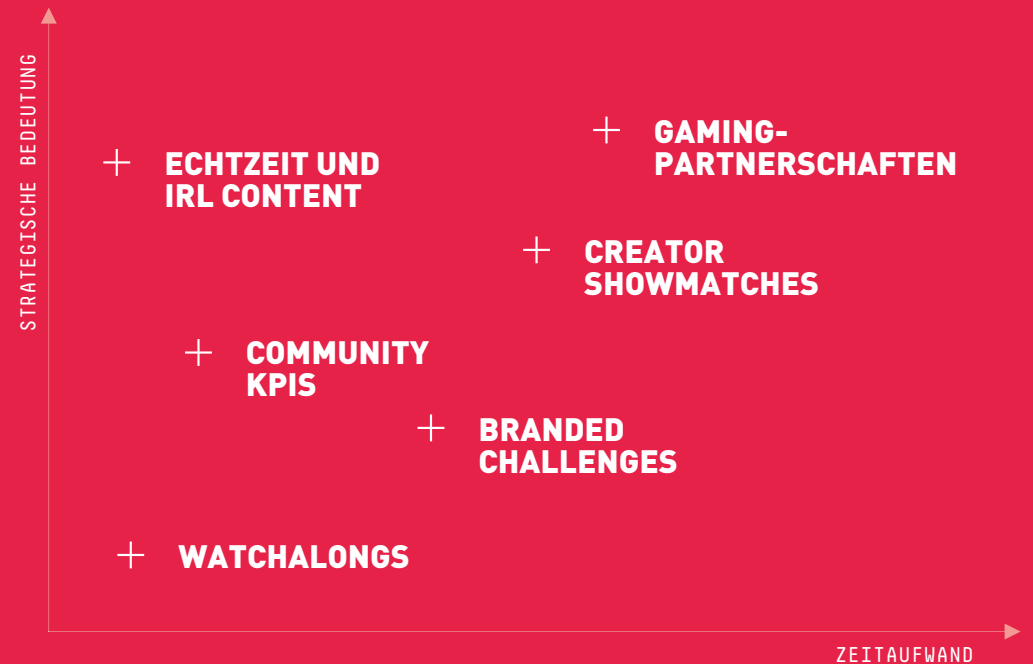 STRATEGISCHE BEDEUTUNG
GAMING-
PARTNERSCHAFTEN
ECHTZEIT UND
IRL CONTENT
CREATOR
SHOWMATCHES
COMMUNITY
KPIS
BRANDED
CHALLENGES
WATCHALONGS
ZEITAUFWAND